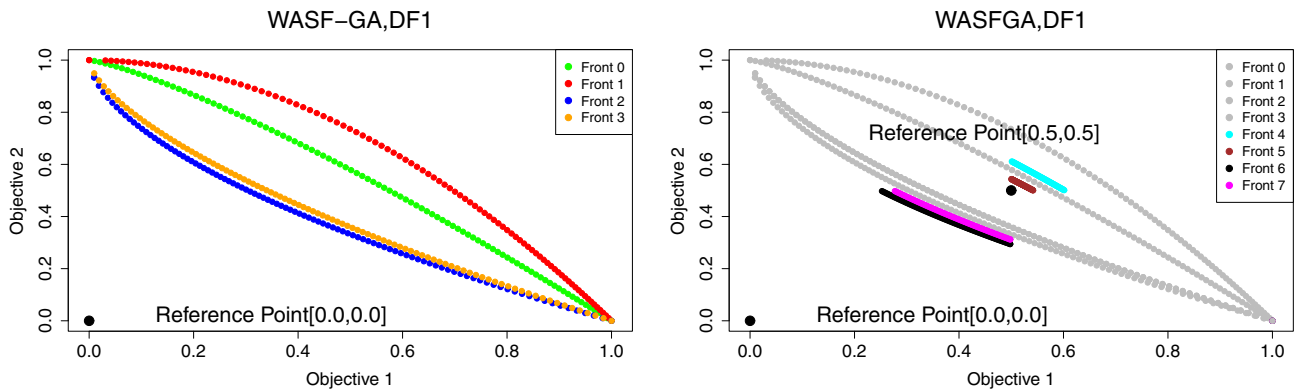 WASF-GA,DF1
Objective 2
0.0 0.2 0.4 0.6 0.8 1.0
Front 0
Front 1
Front 2
Front 3
Reference Point[0.0,0.0]
0.0 0.2 0.4 0.6 0.8 1.0
Objective 1
WASFGA,DF1
Objective 2
0.0 0.2 0.4 0.6 0.8 1.0
Front 0
Front 1
Front 2
Front 3
Front 4
Front 5
Front 6
Front 7
Reference Point[0.5,0.5]
Reference Point[0.0,0.0]
0.0 0.2 0.4 0.6 0.8 1.0
Objective 1